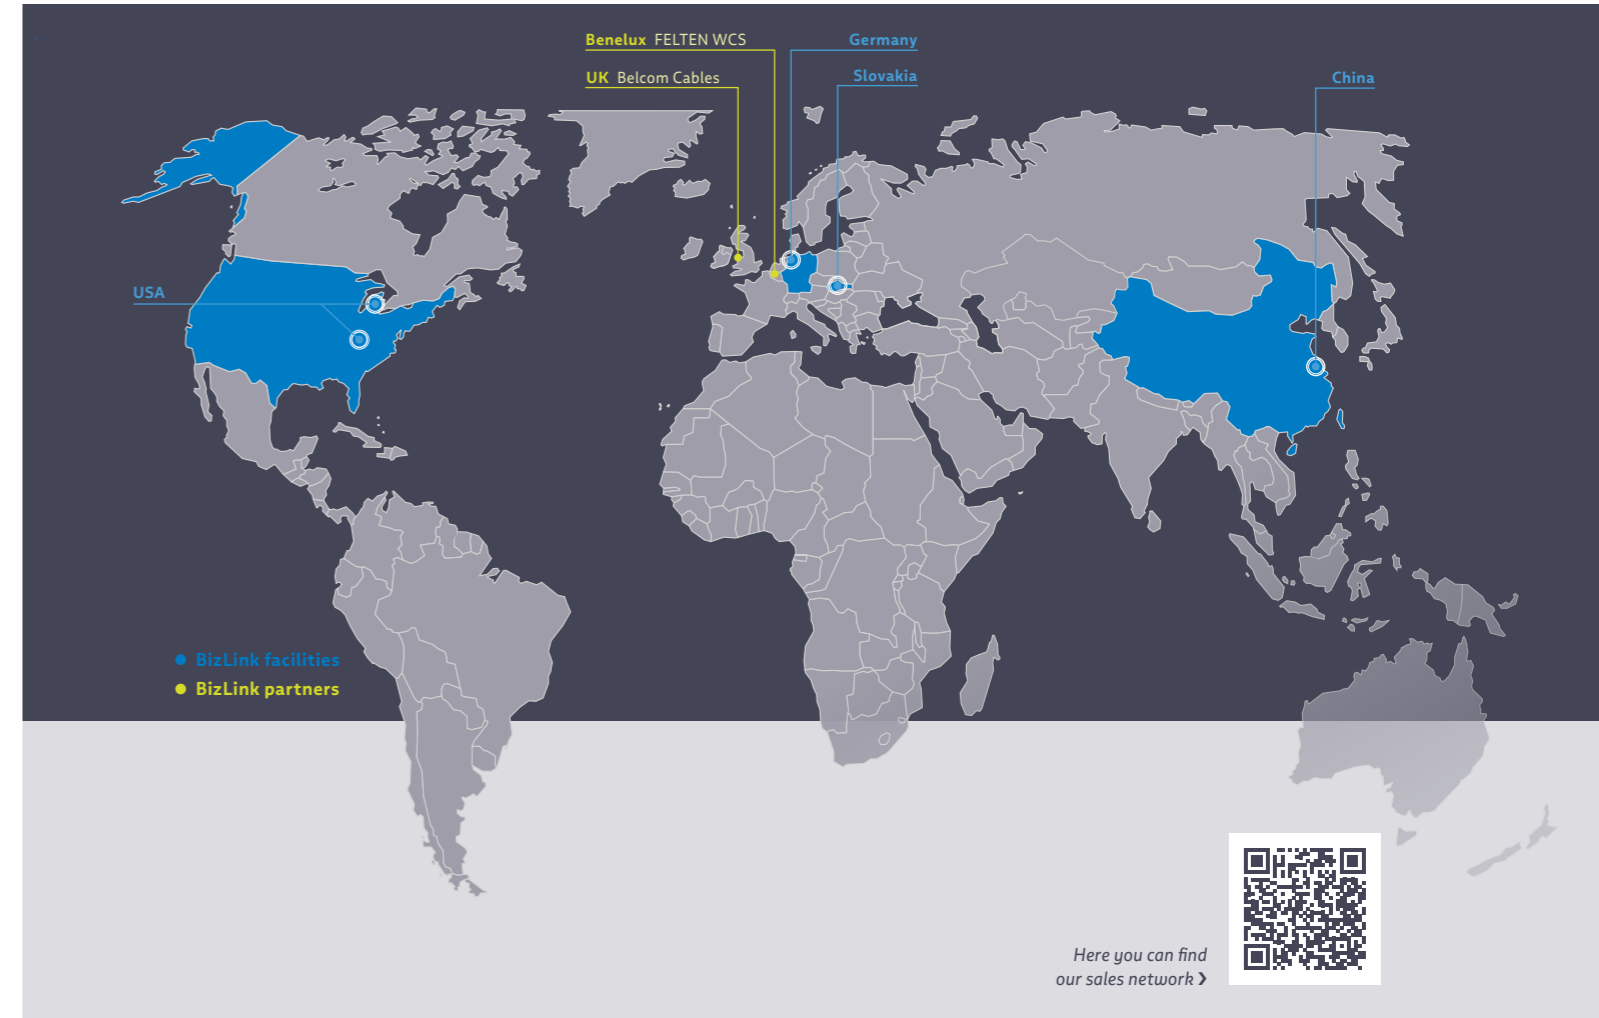 Benelux FELTEN WCS
Germany
UK Belcom Cables
Slovakia
China
USA
BizLink facilities
BizLink partners
Here you can find
our sales network ❯